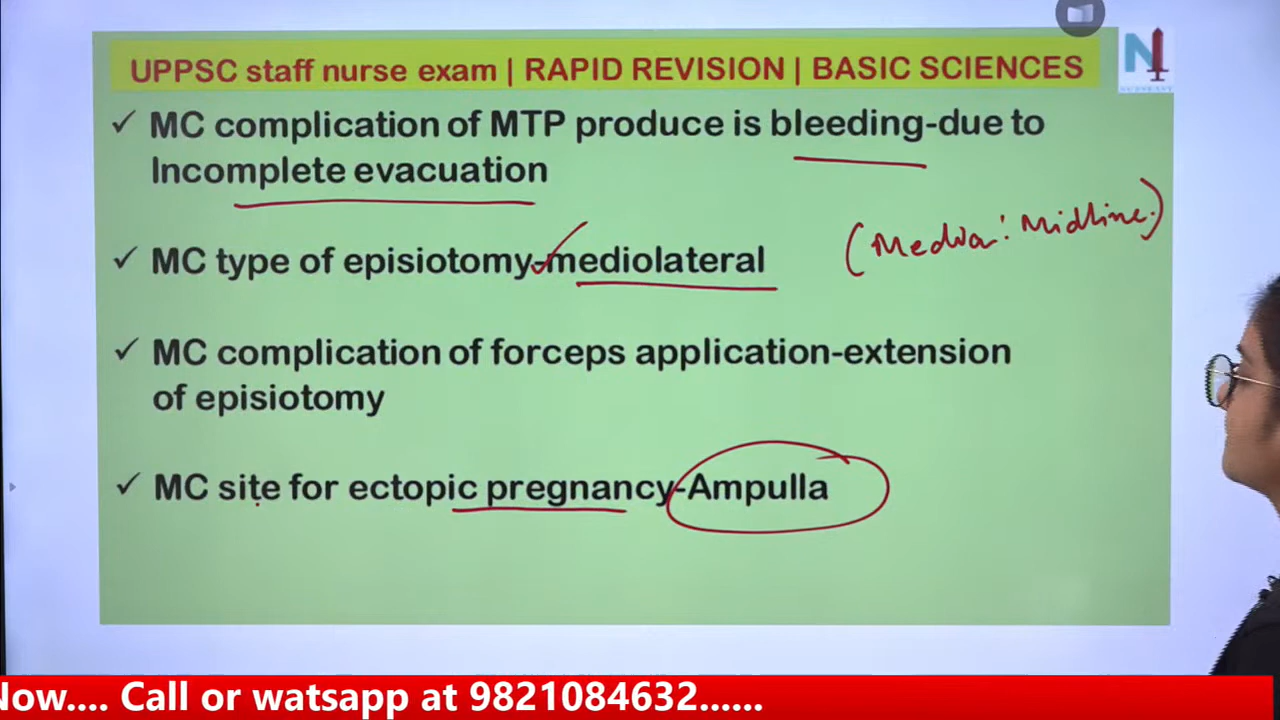 UPPSC staff nurse exam | RAPID REVISION | BASIC SCIENCES
N
✓ MC complication of MTP produce is bleeding-due to
Incomplete evacuation
(Median: Midline.)
✓ MC type of episiotomy-mediolateral
✓ MC complication of forceps application-extension
of episiotomy
✓ MC site for ectopic pregnancy-Ampulla
Now.... Call or watsapp at 9821084632......